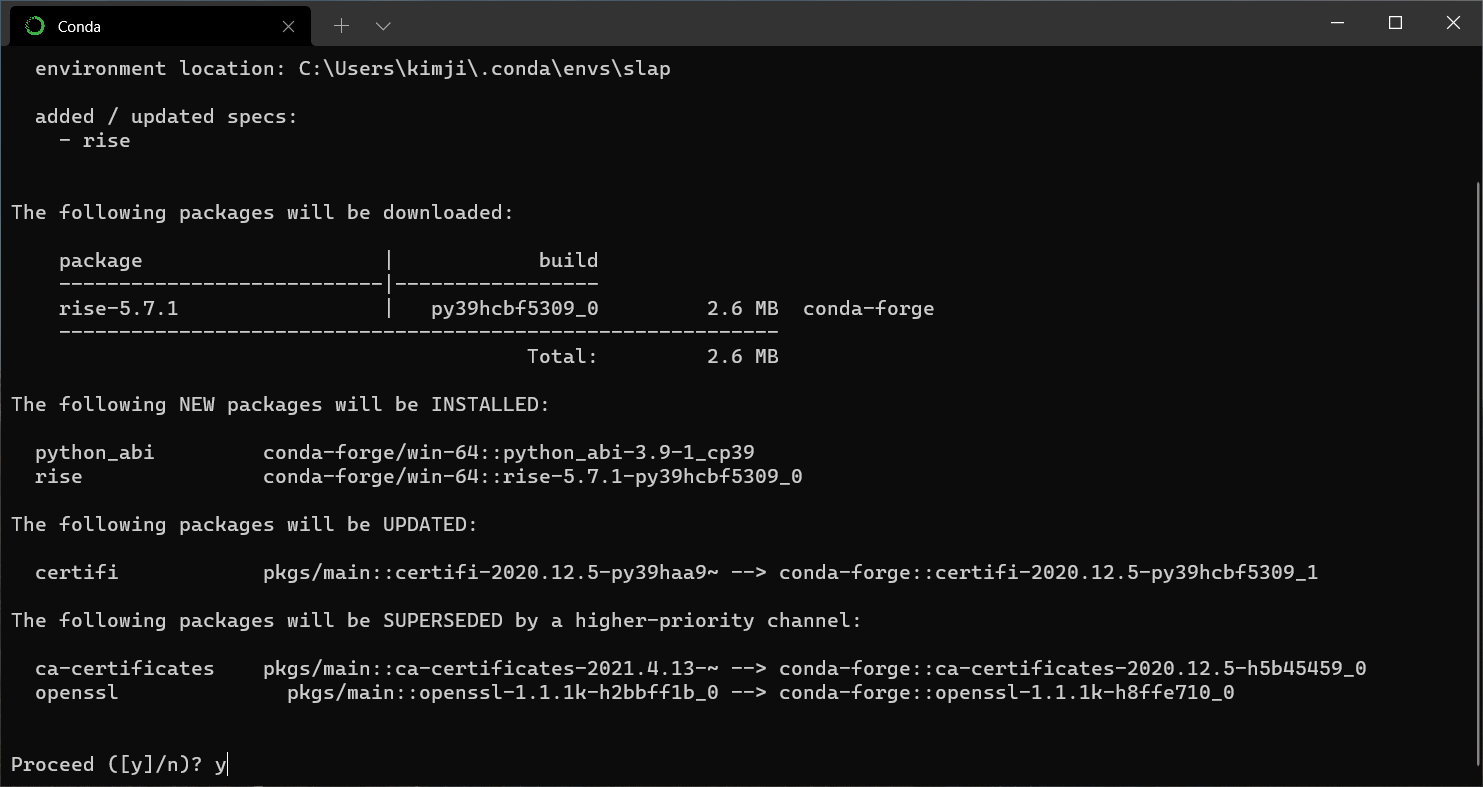 Conda
environment location: C:\Users\kimji\.conda\envs\slap
added / updated specs:
- rise
The following packages will be downloaded:
package | build
---------------------------|-----------------
rise-5.7.1 | py39hcbf5309_0 2.6 MB conda-forge
------------------------------------------------------------
Total: 2.6 MB
The following NEW packages will be INSTALLED:
python_abi conda-forge/win-64::python_abi-3.9-1_cp39
rise conda-forge/win-64::rise-5.7.1-py39hcbf5309_0
The following packages will be UPDATED:
certifi pkgs/main::certifi-2020.12.5-py39haa9~ --> conda-forge::certifi-2020.12.5-py39hcbf5309_1
The following packages will be SUPERSEDED by a higher-priority channel:
ca-certificates pkgs/main::ca-certificates-2021.4.13-~ --> conda-forge::ca-certificates-2020.12.5-h5b45459_0
openssl pkgs/main::openssl-1.1.1k-h2bbff1b_0 --> conda-forge::openssl-1.1.1k-h8ffe710_0
Proceed ([y]/n)? y